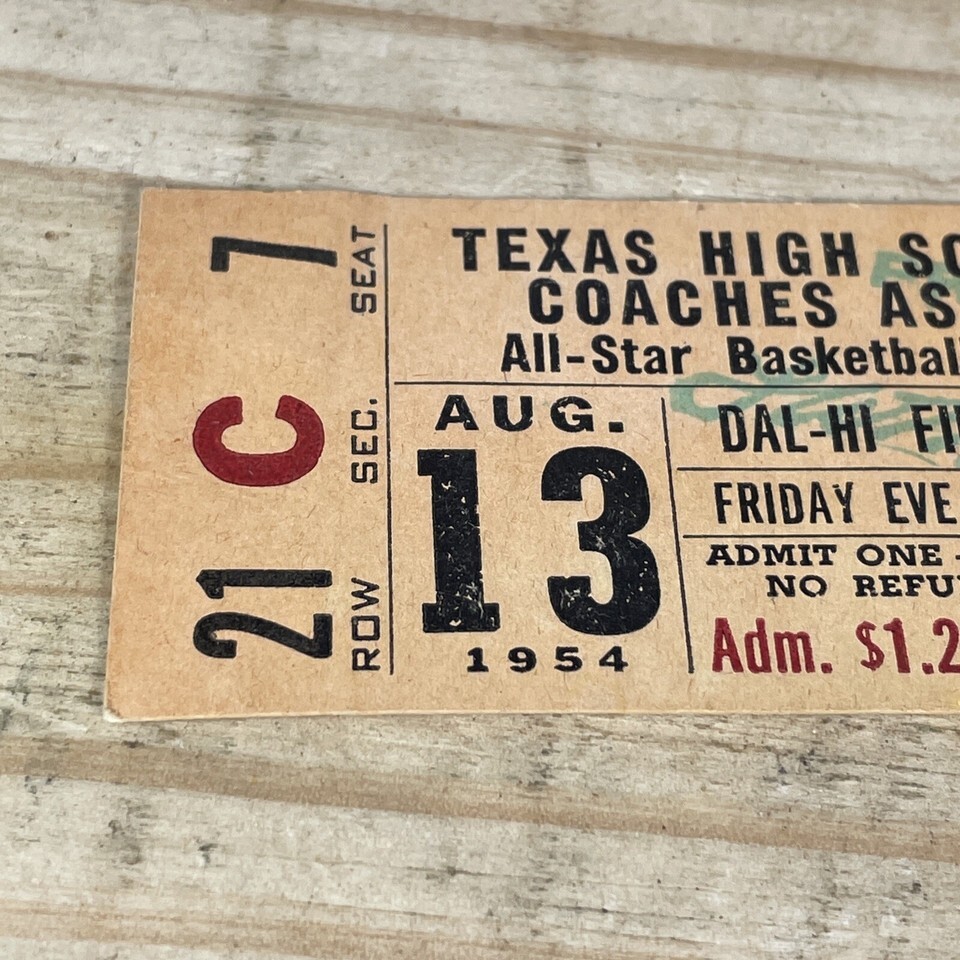 7 SEAT
C SEC.
21 ROW
TEXAS HIGH SC
COACHES AS
All-Star Basketball
AUG.
13
1954
DAL-HI FI
FRIDAY EVE
ADMIT ONE -
NO REFU
Adm. $1.2